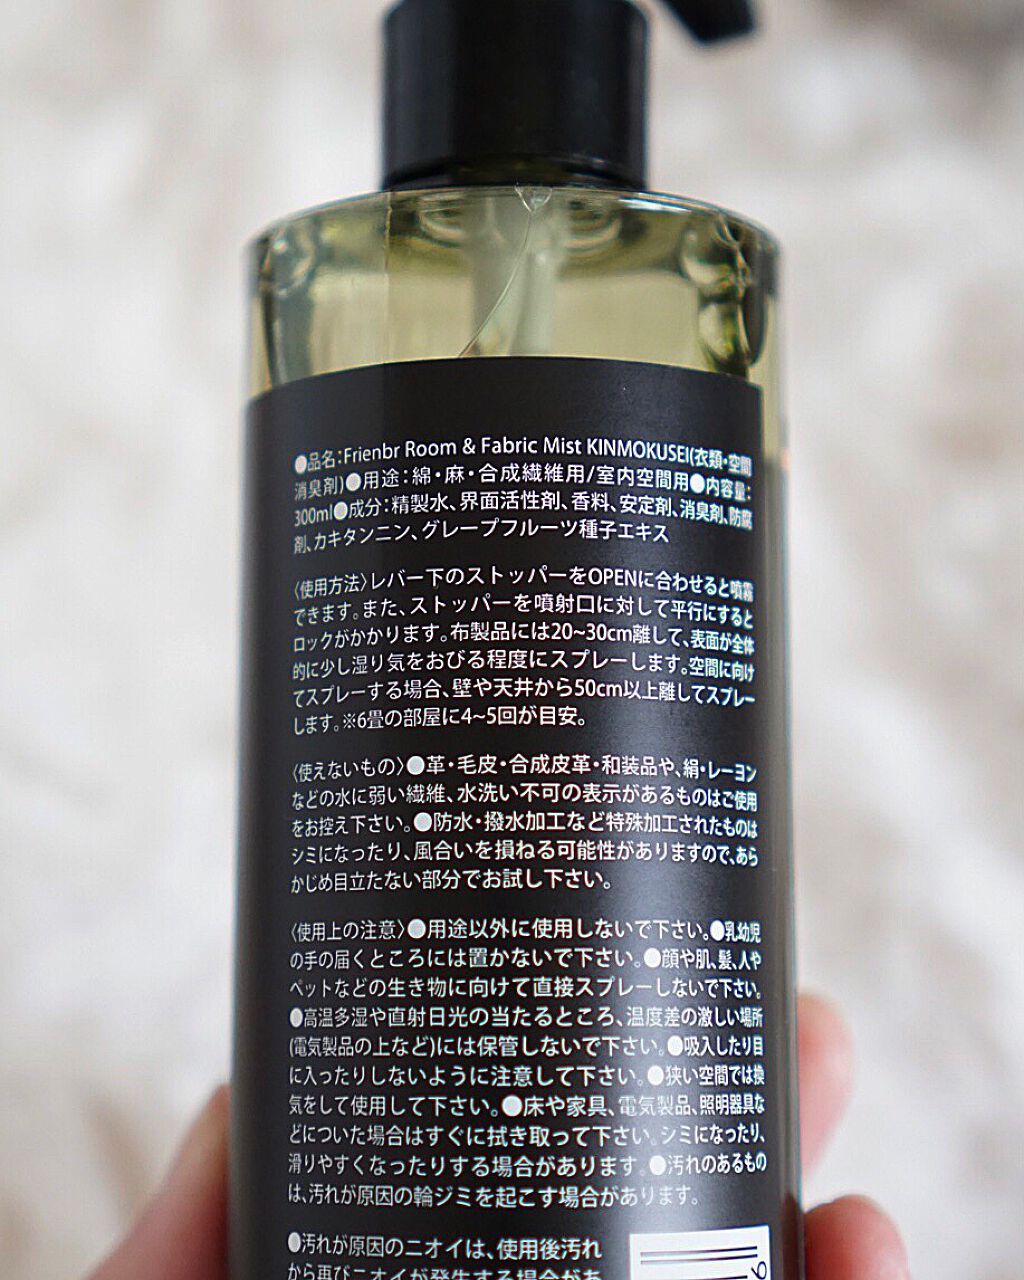 ●品名:Frienbr Room & Fabric Mist KINMOKUSEI(衣類・空間
消臭剤)●用途:綿・麻・合成繊維用/室内空間用●内容量:
300ml●成分:精製水、界面活性剤、香料、安定剤、消臭剤、防腐
剤、カキタンニン、グレープフルーツ種子エキス
〈使用方法〉レバー下のストッパーをOPENに合わせると噴霧
できます。また、ストッパーを噴射口に対して平行にすると
ロックがかかります。布製品には20~30cm離して、表面が全体
的に少し湿り気をおびる程度にスプレーします。空間に向け
てスプレーする場合、壁や天井から50cm以上離してスプレー
します。※6畳の部屋に4~5回が目安。
〈使えないもの〉●革・毛皮・合成皮革・和装品や、絹・レーヨン
などの水に弱い繊維、水洗い不可の表示があるものはご使用
をお控え下さい。●防水・撥水加工など特殊加工されたものは
シミになったり、風合いを損ねる可能性がありますので、あら
かじめ目立たない部分でお試し下さい。
〈使用上の注意〉●用途以外に使用しないで下さい。●乳幼児
の手の届くところには置かないで下さい。●顔や肌、髪、人や
ペットなどの生き物に向けて直接スプレーしないで下さい。
●高温多湿や直射日光の当たるところ、温度差の激しい場所
(電気製品の上など)には保管しないで下さい。●吸入したり目
に入ったりしないように注意して下さい。●狭い空間では換
気をして使用して下さい。●床や家具、電気製品、照明器具な
どについた場合はすぐに拭き取って下さい。シミになったり、
滑りやすくなったりする場合があります。●汚れのあるもの
は、汚れが原因の輪ジミを起こす場合があります。
●汚れが原因のニオイは、使用後汚れ
から再びニオイが発生する場合があ
9